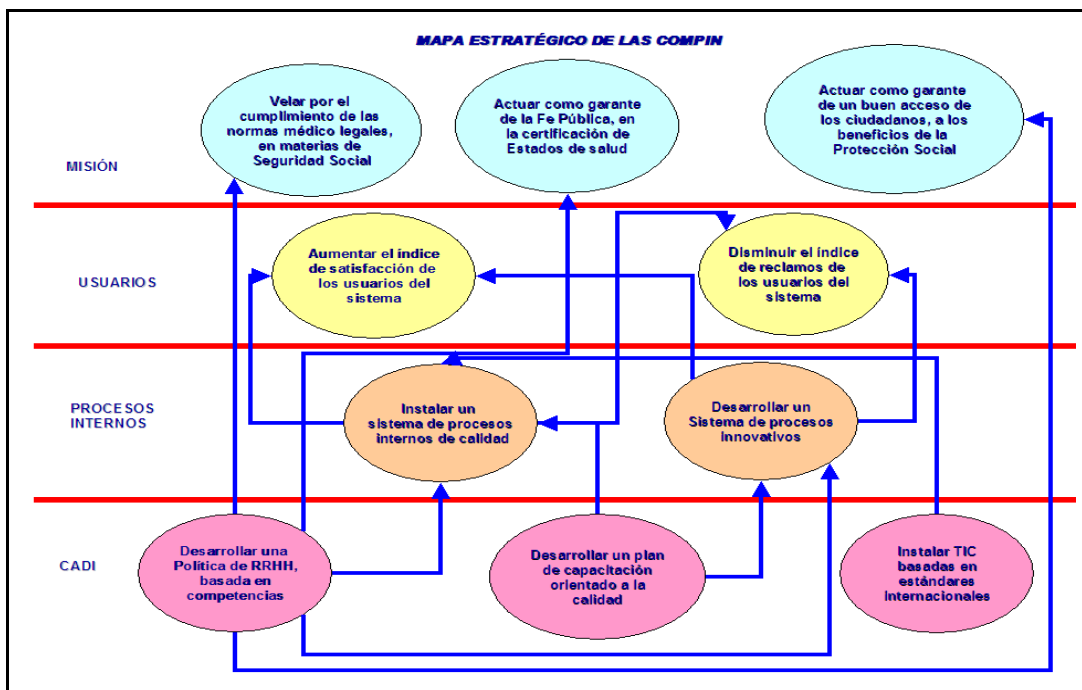 MAPA ESTRATÉGICO DE LAS COMPIN
Velar por el
cumplimiento de las
normas médico legales,
en materias de
Seguridad Social
Actuar como garante
de la Fe Pública, en
la certificación de
Estados de salud
Actuar como garante
de un buen acceso de
los ciudadanos, a los
beneficios de la
Protección Social
MISIÓN
Aumentar el índice
de satisfacción de
los usuarios del
sistema
Disminuir el índice
de reclamos de
los usuarios del
sistema
USUARIOS
PROCESOS
INTERNOS
Instalar un
sistema de procesos
internos de calidad
Desarrollar un
Sistema de procesos
innovativos
CADI
Desarrollar una
Política de RRHH,
basada en
competencias
Desarrollar un plan
de capacitación
orientado a la
calidad
Instalar TIC
basadas en
estándares
Internacionales